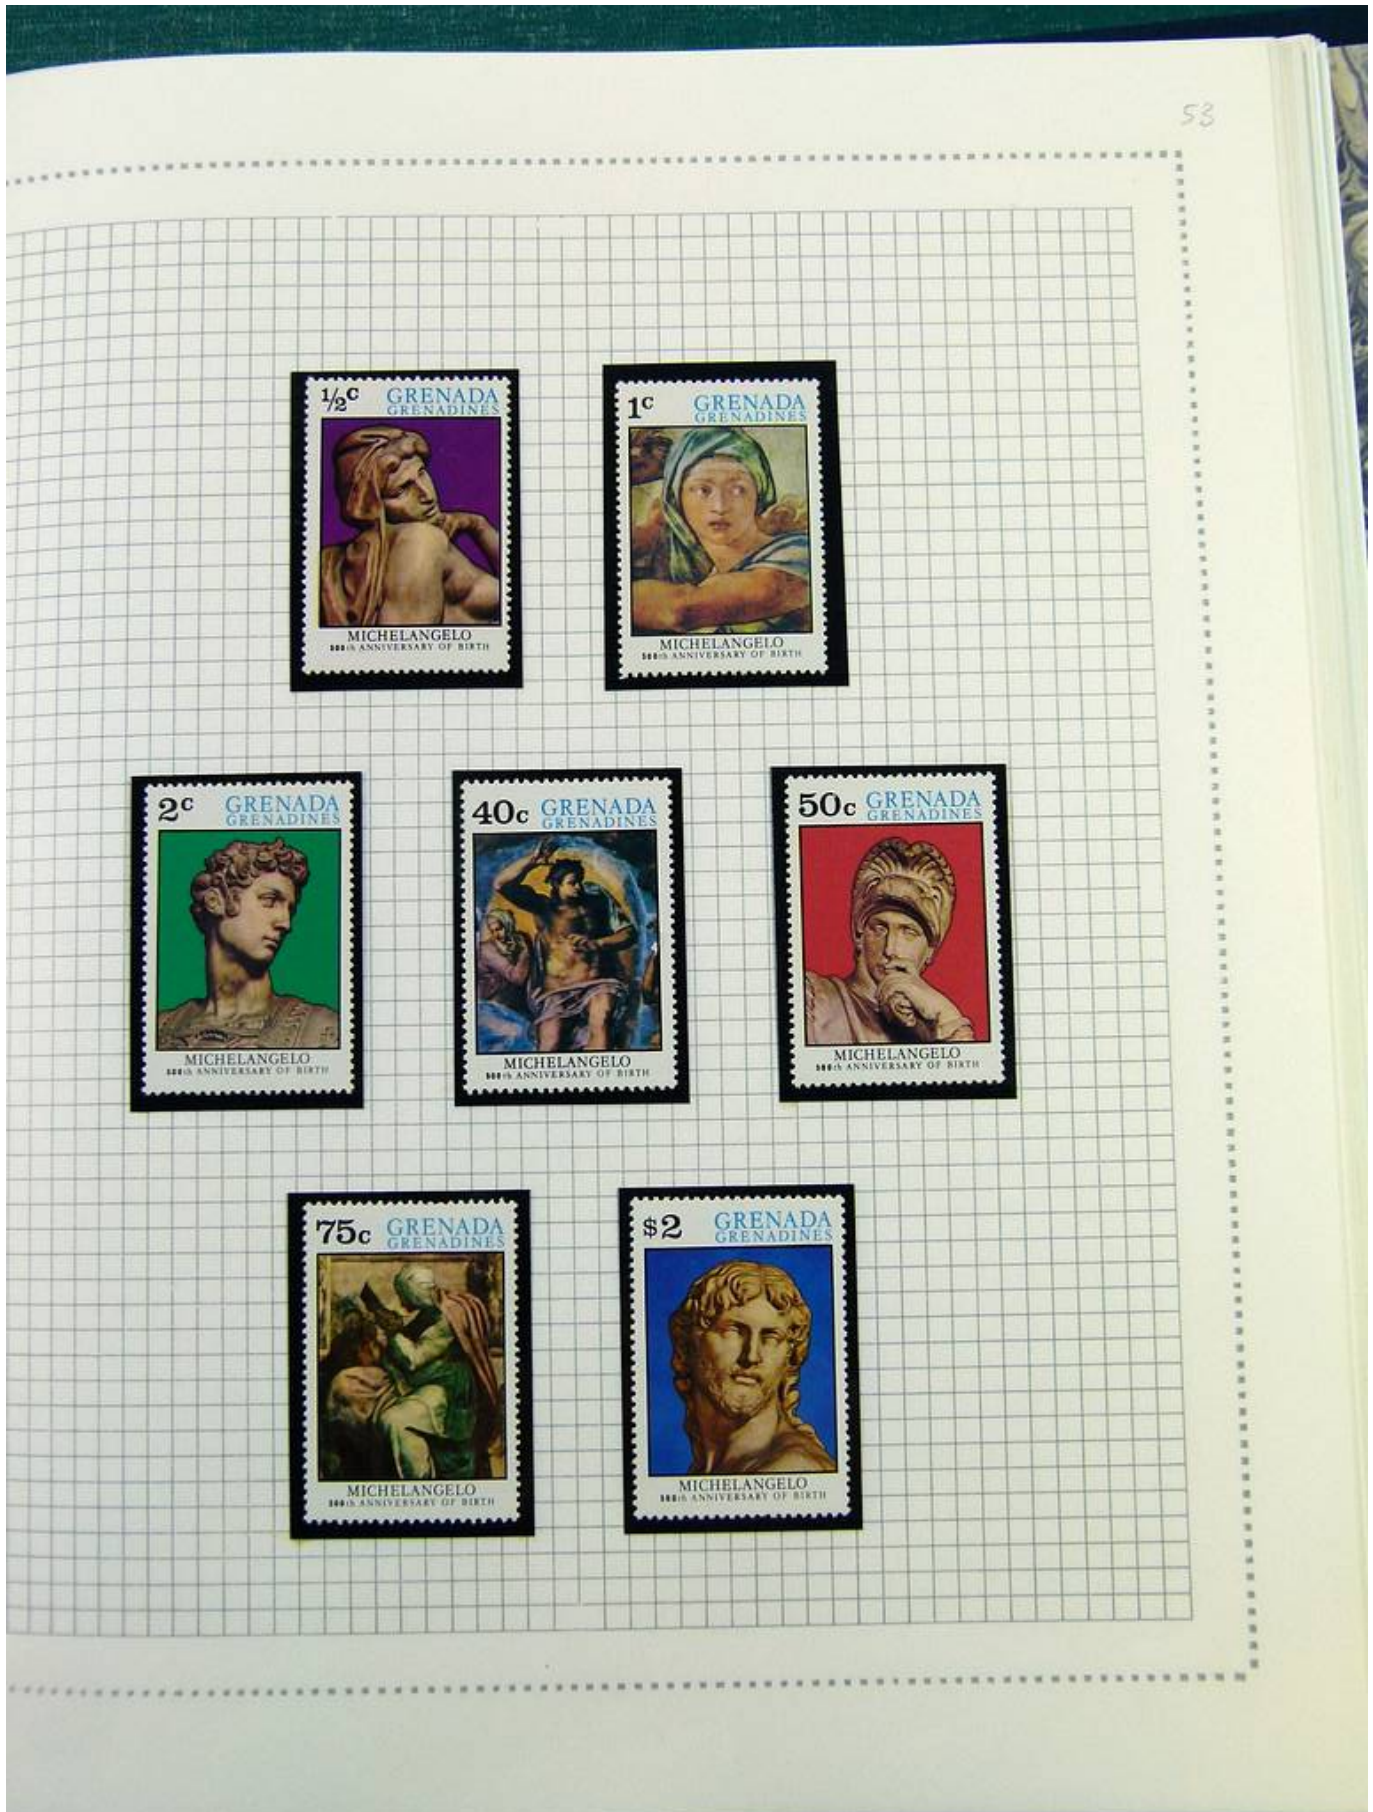 53
½c GRENADA
GRENADINES
MICHELANGELO
500th ANNIVERSARY OF BIRTH
1c GRENADA
GRENADINES
MICHELANGELO
500th ANNIVERSARY OF BIRTH
2c GRENADA
GRENADINES
MICHELANGELO
500th ANNIVERSARY OF BIRTH
40c GRENADA
GRENADINES
MICHELANGELO
500th ANNIVERSARY OF BIRTH
50c GRENADA
GRENADINES
MICHELANGELO
500th ANNIVERSARY OF BIRTH
75c GRENADA
GRENADINES
MICHELANGELO
500th ANNIVERSARY OF BIRTH
$2 GRENADA
GRENADINES
MICHELANGELO
500th ANNIVERSARY OF BIRTH